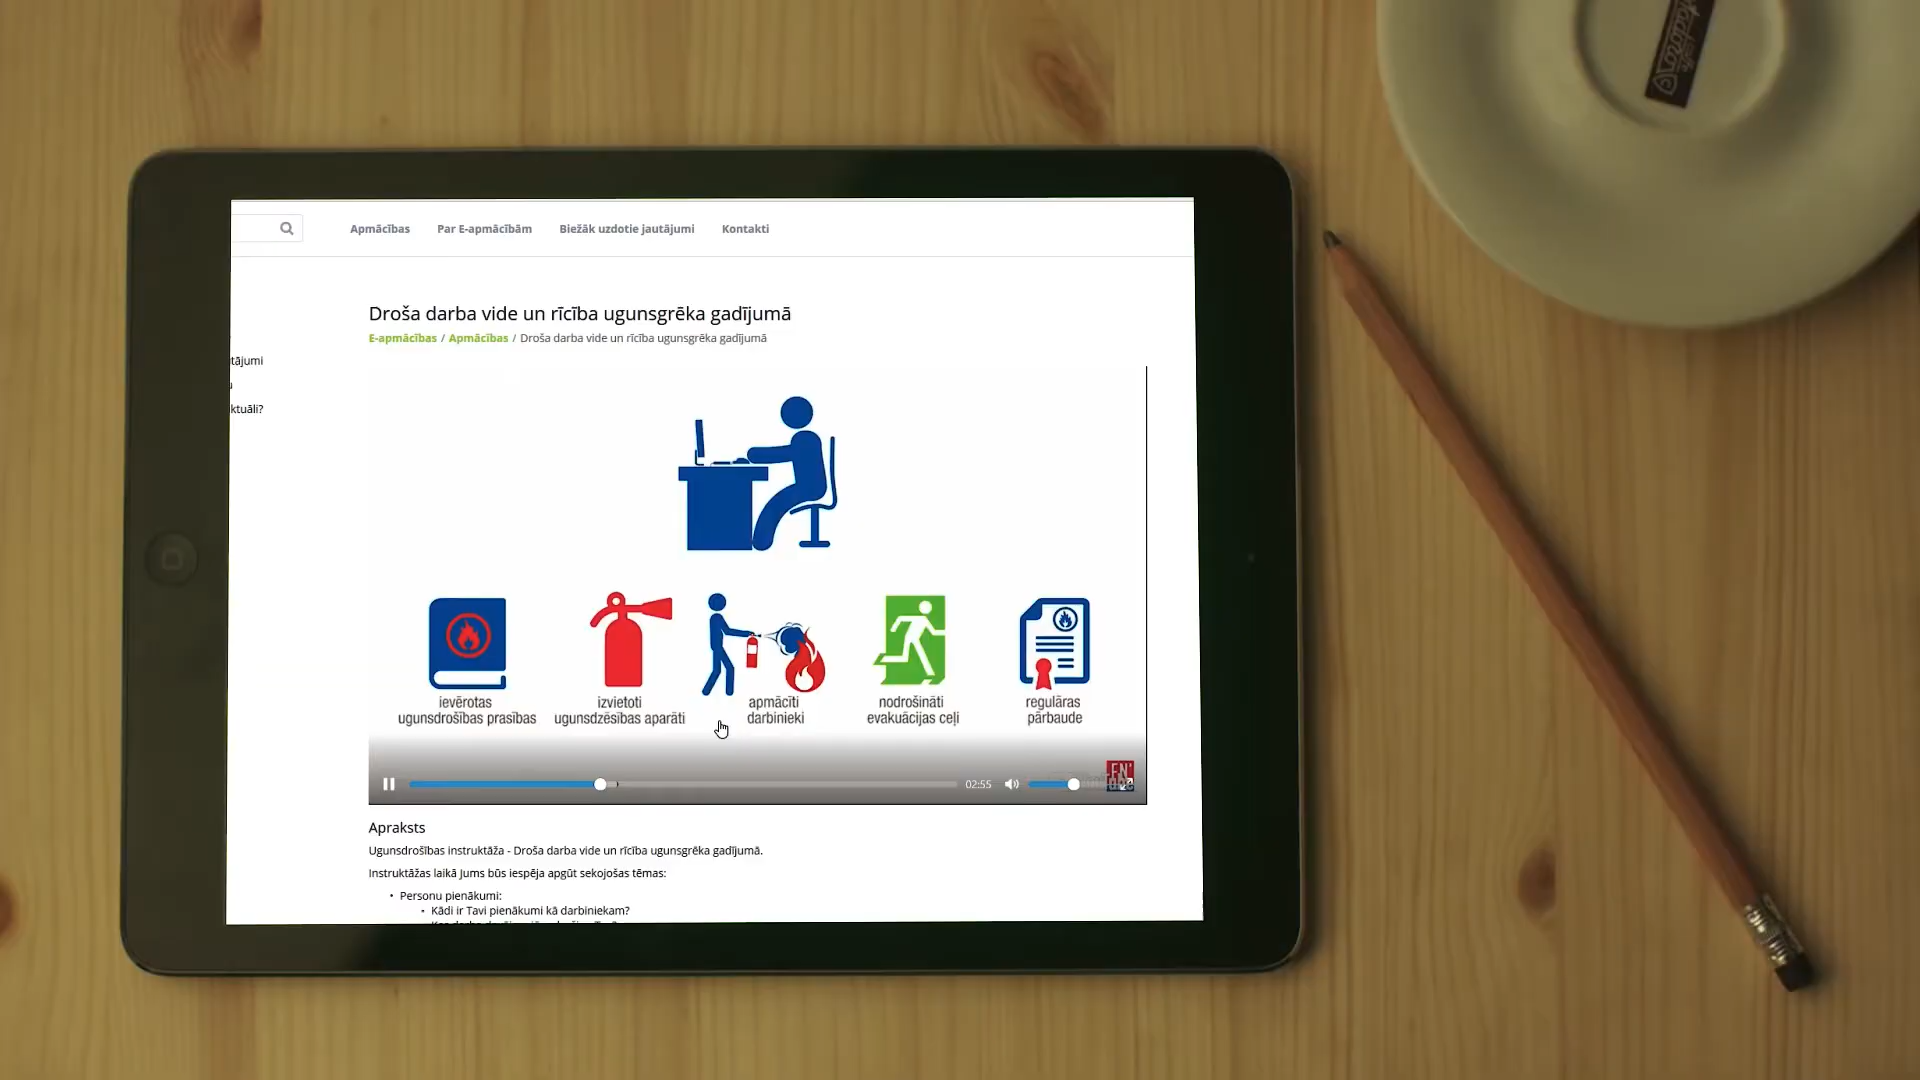 Apmācības
Par E-apmācībām
Biežāk uzdotie jautājumi
Kontakti
Droša darba vide un rīcība ugunsgrēka gadījumā
E-apmācības / Apmācības / Droša darba vide un rīcība ugunsgrēka gadījumā
tājumi
ktuāli?
ievērotas
ugunsdrošības prasības
izvietoti
ugunsdzēsības aparāti
apmācīti
darbinieki
nodrošināti
evakuācijas ceļi
regulāras
pārbaude
02:55
FN
Apraksts
Ugunsdrošības instruktāža - Droša darba vide un rīcība ugunsgrēka gadījumā.
Instruktāžas laikā Jums būs iespēja apgūt sekojošas tēmas:
• Personu pienākumi:
• Kādi ir Tavi pienākumi kā darbiniekam?